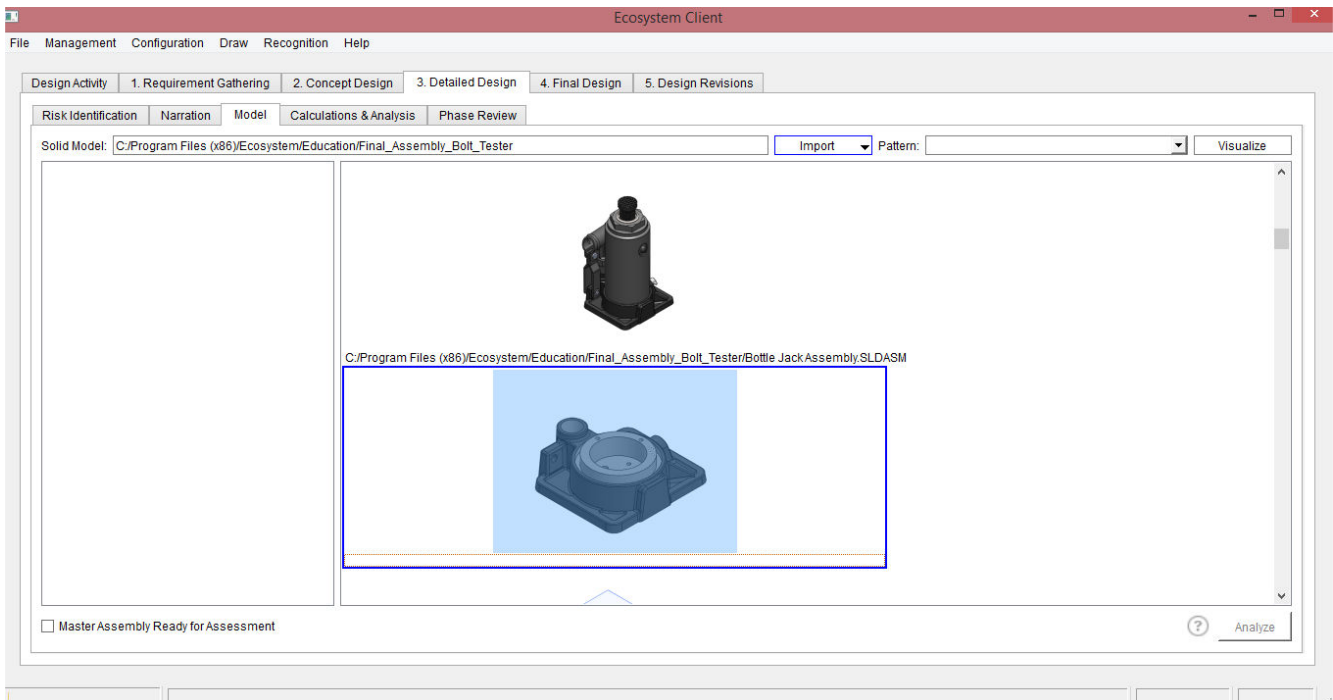 Ecosystem Client
File Management Configuration Draw Recognition Help
Design Activity 1. Requirement Gathering 2. Concept Design 3. Detailed Design 4. Final Design 5. Design Revisions
Risk Identification Narration Model Calculations & Analysis Phase Review
Solid Model: C:/Program Files (x86)/Ecosystem/Education/Final_Assembly_Bolt_Tester Import Pattern: Visualize
C:/Program Files (x86)/Ecosystem/Education/Final_Assembly_Bolt_Tester/Bottle Jack Assembly.SLDASM
Master Assembly Ready for Assessment ? Analyze